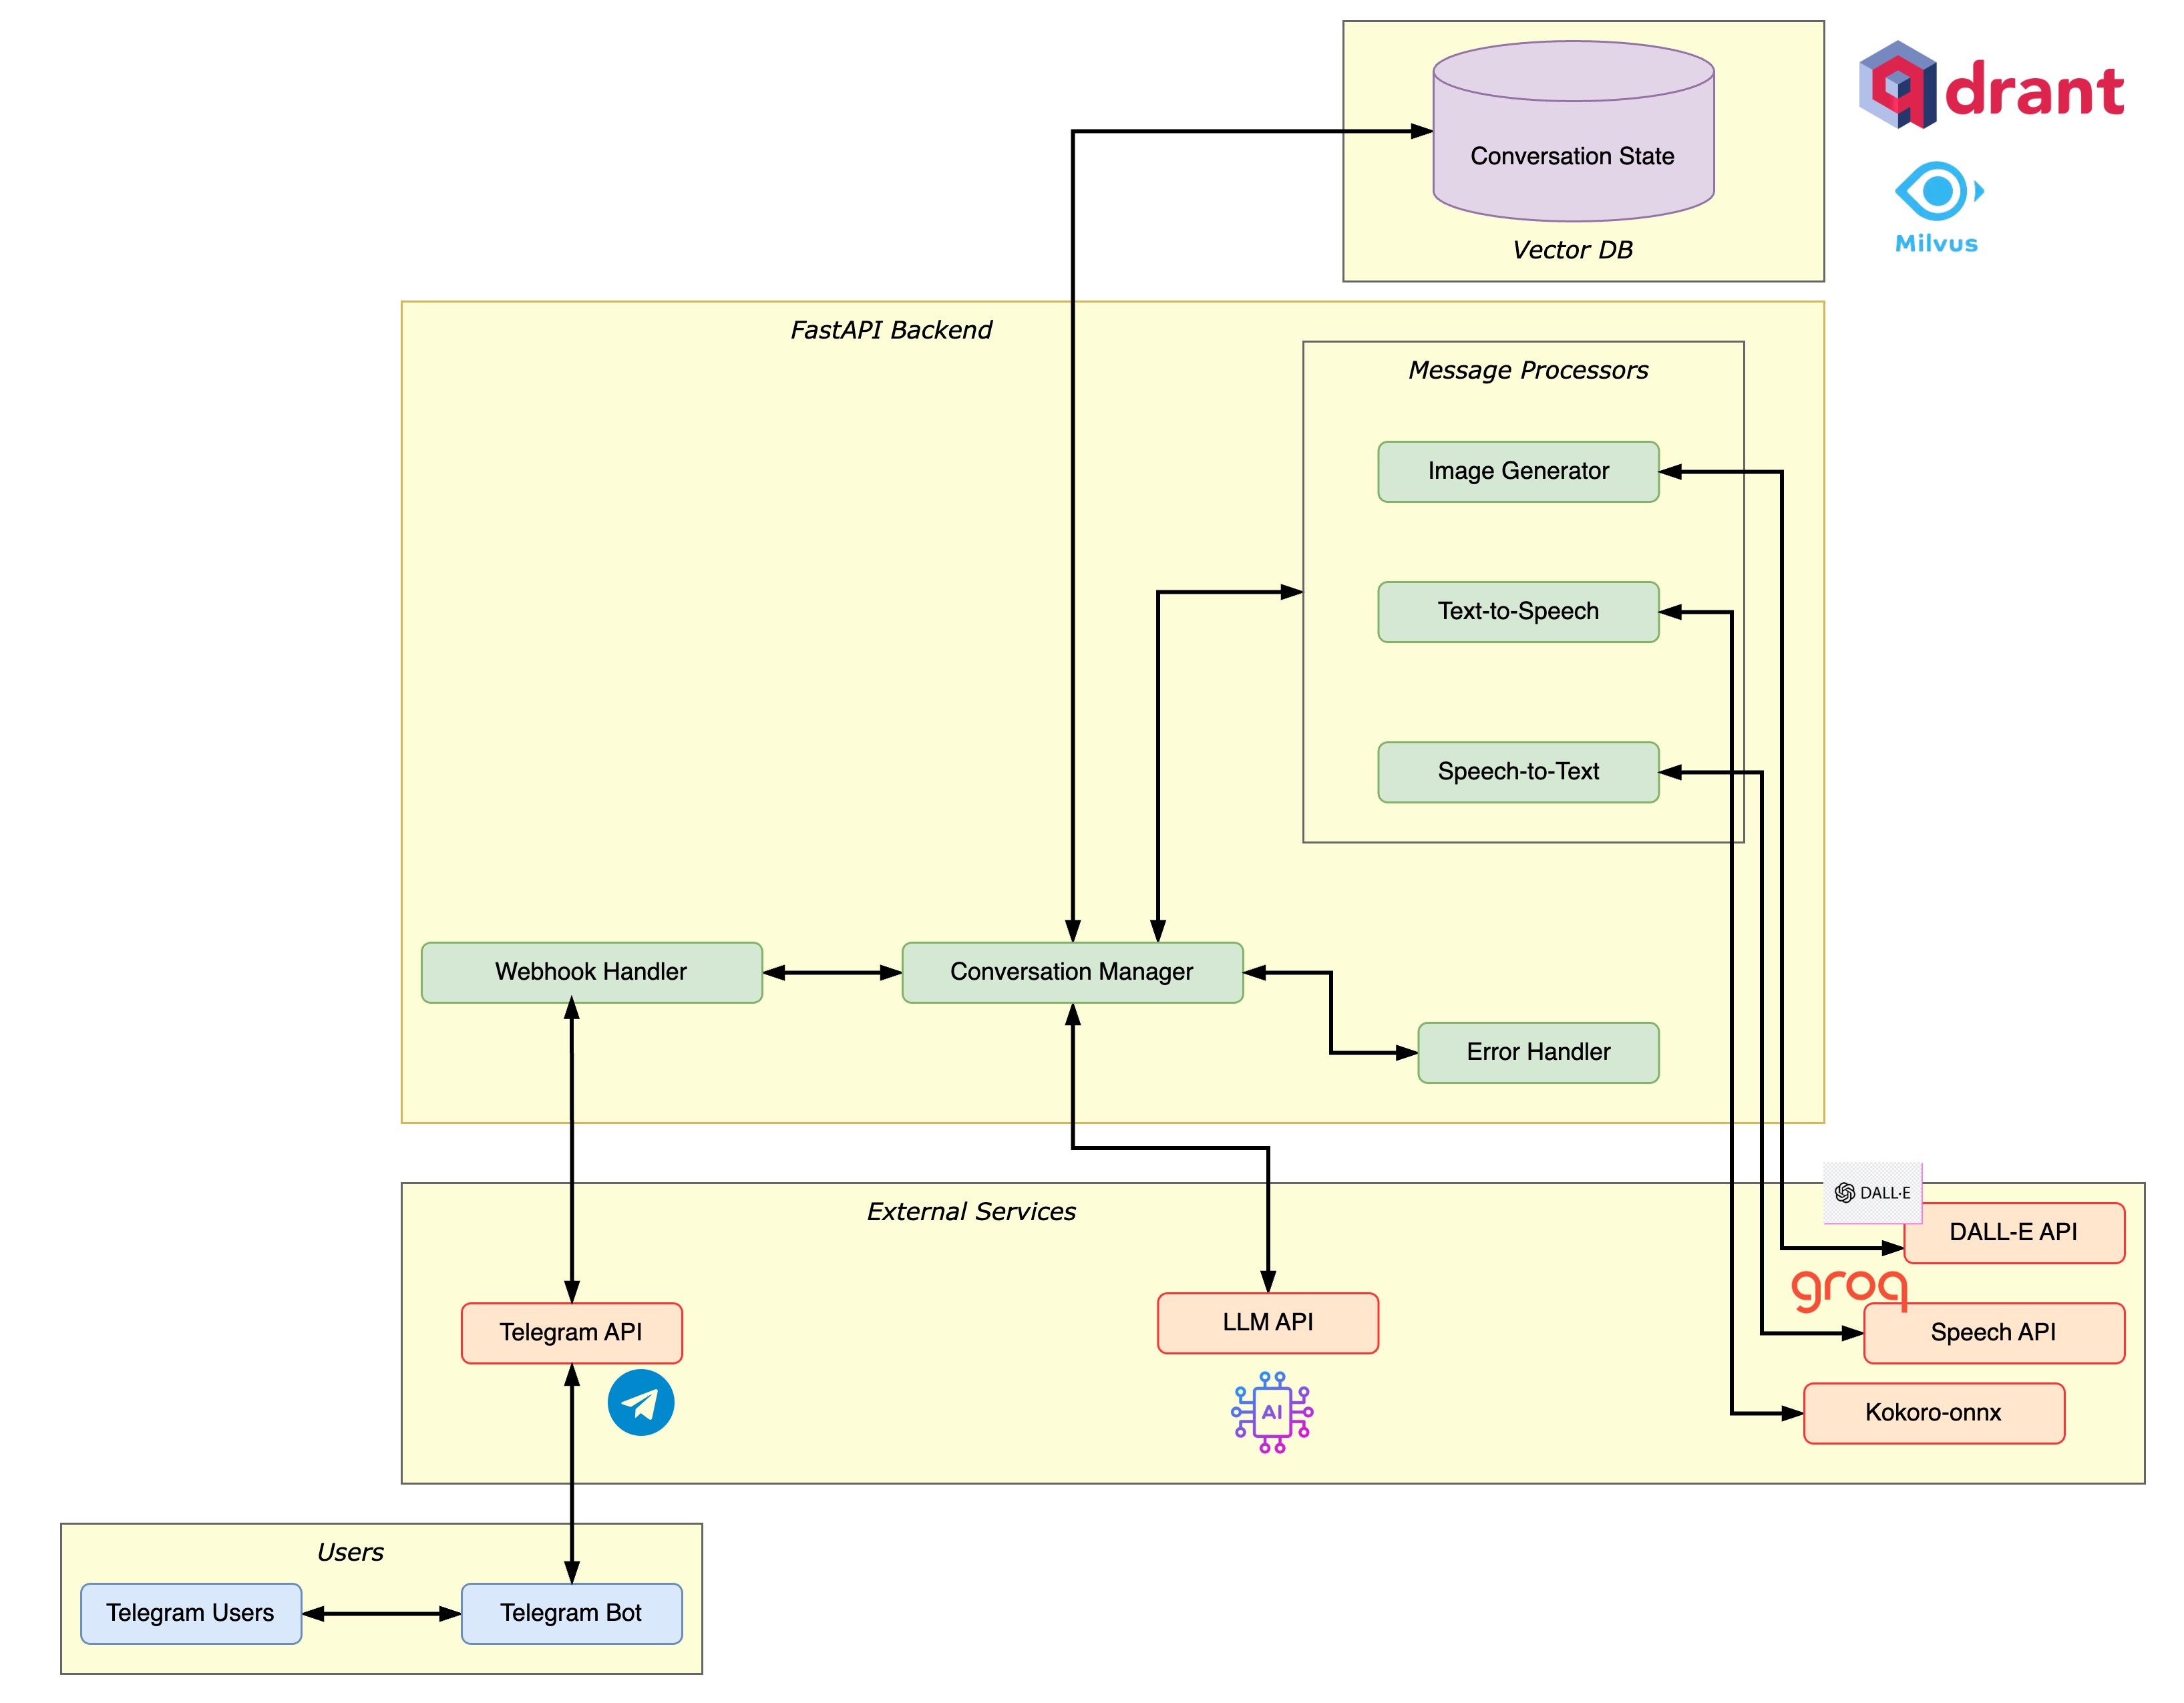 qdrant
Conversation State
Milvus
Vector DB
FastAPI Backend
Message Processors
Image Generator
Text-to-Speech
Speech-to-Text
Webhook Handler
Conversation Manager
Error Handler
External Services
DALL·E
DALL-E API
groq
Telegram API
LLM API
Speech API
AI
Kokoro-onnx
Users
Telegram Users
Telegram Bot